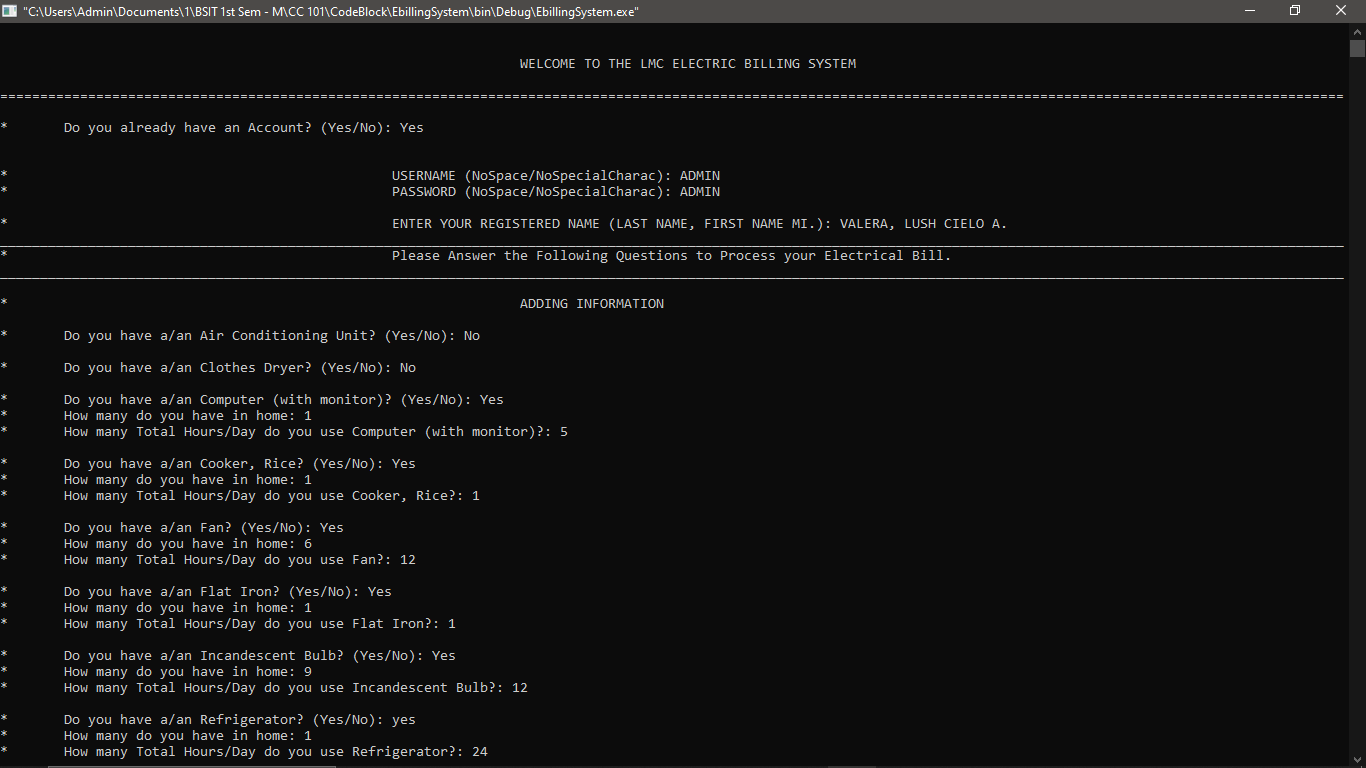 "C:\Users\Admin\Documents\1\BSIT 1st Sem - M\CC 101\CodeBlock\EbillingSystem\bin\Debug\EbillingSystem.exe"
WELCOME TO THE LMC ELECTRIC BILLING SYSTEM
========================================================================================================================================================================
* Do you already have an Account? (Yes/No): Yes
* USERNAME (NoSpace/NoSpecialCharac): ADMIN
* PASSWORD (NoSpace/NoSpecialCharac): ADMIN
* ENTER YOUR REGISTERED NAME (LAST NAME, FIRST NAME MI.): VALERA, LUSH CIELO A.
* Please Answer the Following Questions to Process your Electrical Bill.
* ADDING INFORMATION
* Do you have a/an Air Conditioning Unit? (Yes/No): No
* Do you have a/an Clothes Dryer? (Yes/No): No
* Do you have a/an Computer (with monitor)? (Yes/No): Yes
* How many do you have in home: 1
* How many Total Hours/Day do you use Computer (with monitor)?: 5
* Do you have a/an Cooker, Rice? (Yes/No): Yes
* How many do you have in home: 1
* How many Total Hours/Day do you use Cooker, Rice?: 1
* Do you have a/an Fan? (Yes/No): Yes
* How many do you have in home: 6
* How many Total Hours/Day do you use Fan?: 12
* Do you have a/an Flat Iron? (Yes/No): Yes
* How many do you have in home: 1
* How many Total Hours/Day do you use Flat Iron?: 1
* Do you have a/an Incandescent Bulb? (Yes/No): Yes
* How many do you have in home: 9
* How many Total Hours/Day do you use Incandescent Bulb?: 12
* Do you have a/an Refrigerator? (Yes/No): yes
* How many do you have in home: 1
* How many Total Hours/Day do you use Refrigerator?: 24